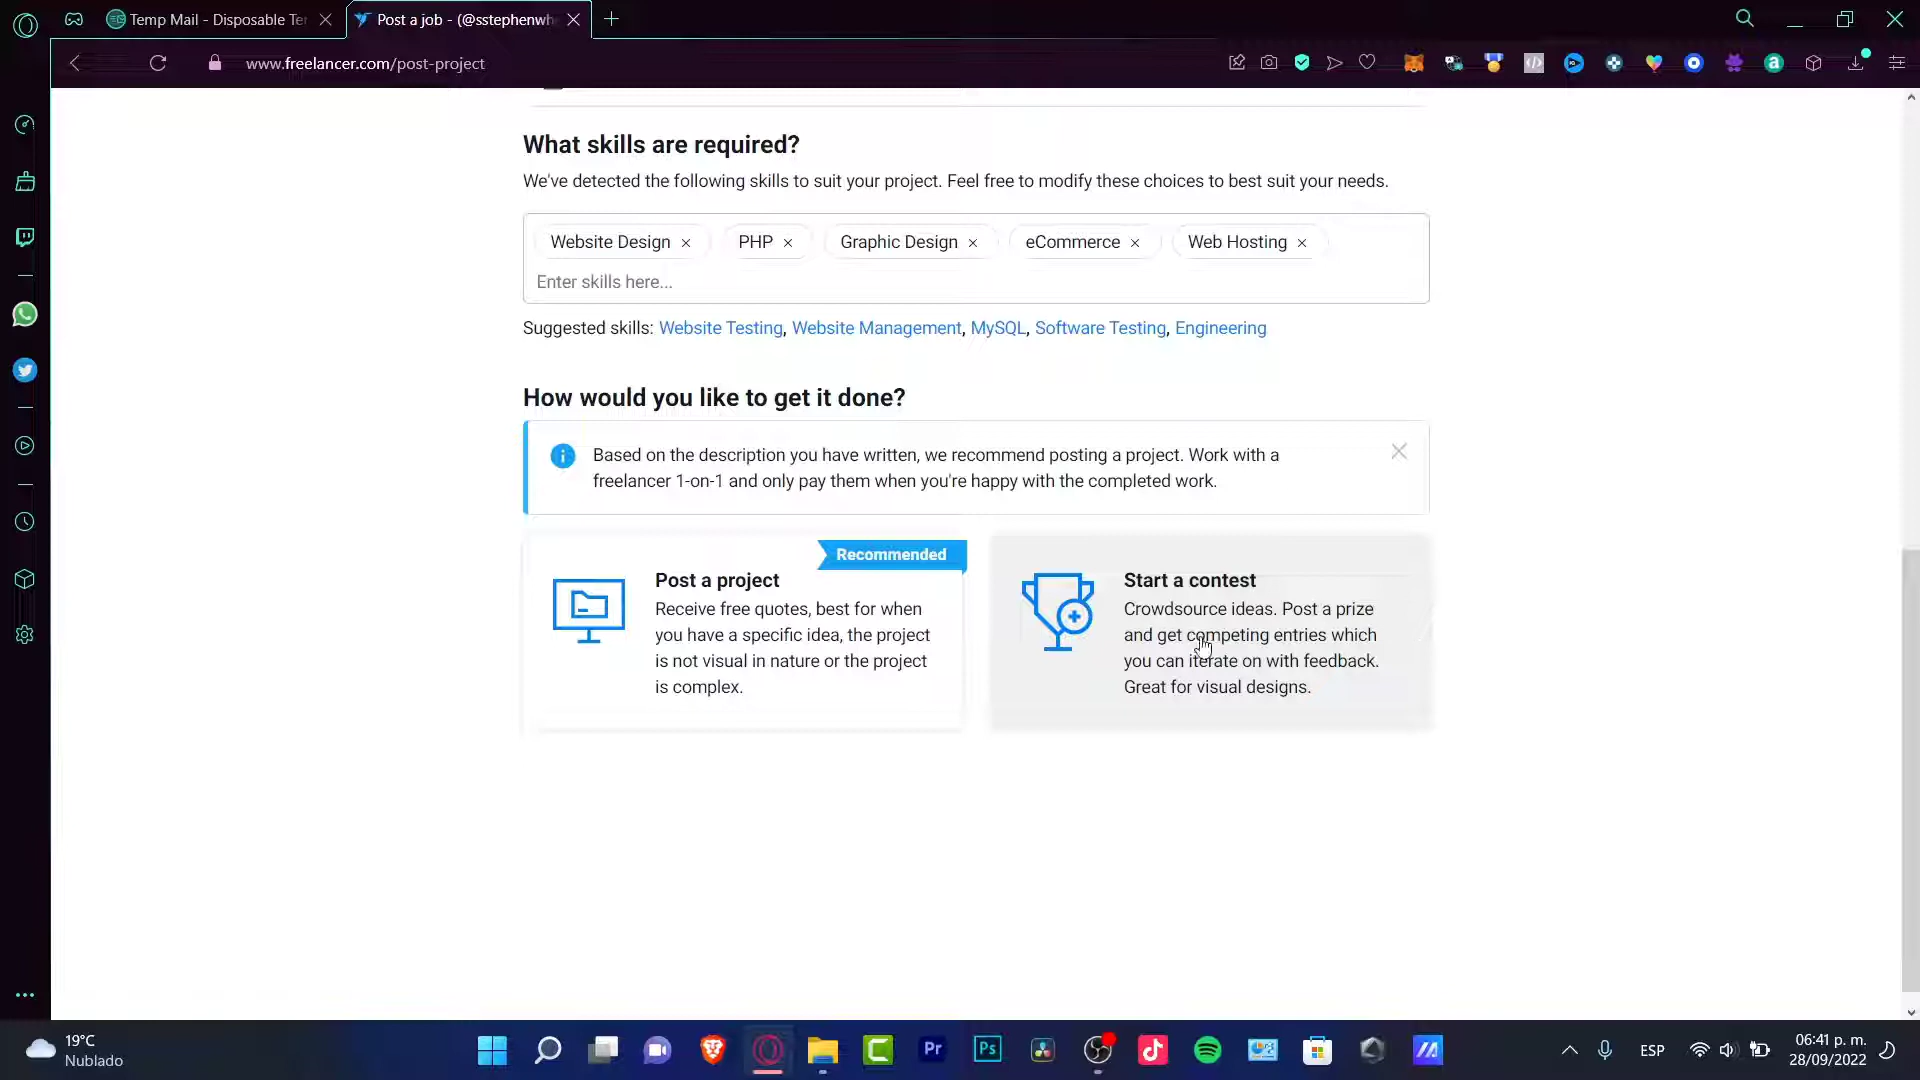 Temp Mail - Disposable Te
Post a job - (@sstephenwh
www.freelancer.com/post-project
What skills are required?
We've detected the following skills to suit your project. Feel free to modify these choices to best suit your needs.
Website Design × PHP × Graphic Design × eCommerce × Web Hosting ×
Enter skills here...
Suggested skills: Website Testing, Website Management, MySQL, Software Testing, Engineering
How would you like to get it done?
Based on the description you have written, we recommend posting a project. Work with a
freelancer 1-on-1 and only pay them when you're happy with the completed work.
Recommended
Post a project
Receive free quotes, best for when
you have a specific idea, the project
is not visual in nature or the project
is complex.
Start a contest
Crowdsource ideas. Post a prize
and get competing entries which
you can iterate on with feedback.
Great for visual designs.
19°C
Nublado
Pr
Ps
ESP
06:41 p. m.
28/09/2022